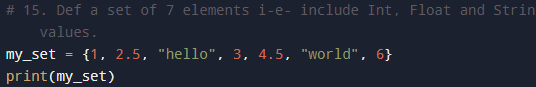 # 15. Def a set of 7 elements i-e- include Int, Float and Strin
values.
my_set = {1, 2.5, "hello", 3, 4.5, "world", 6}
print(my_set)